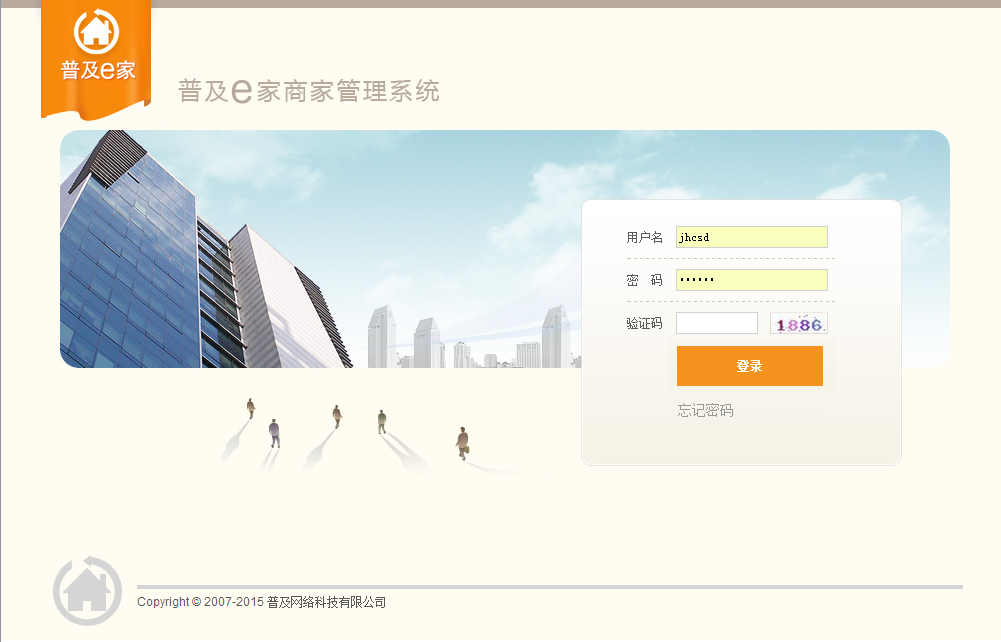 普及e家
普及e家商家管理系统
用户名 jhcsd
密 码 ••••••
验证码 1886
登录
忘记密码
Copyright © 2007-2015 普及网络科技有限公司